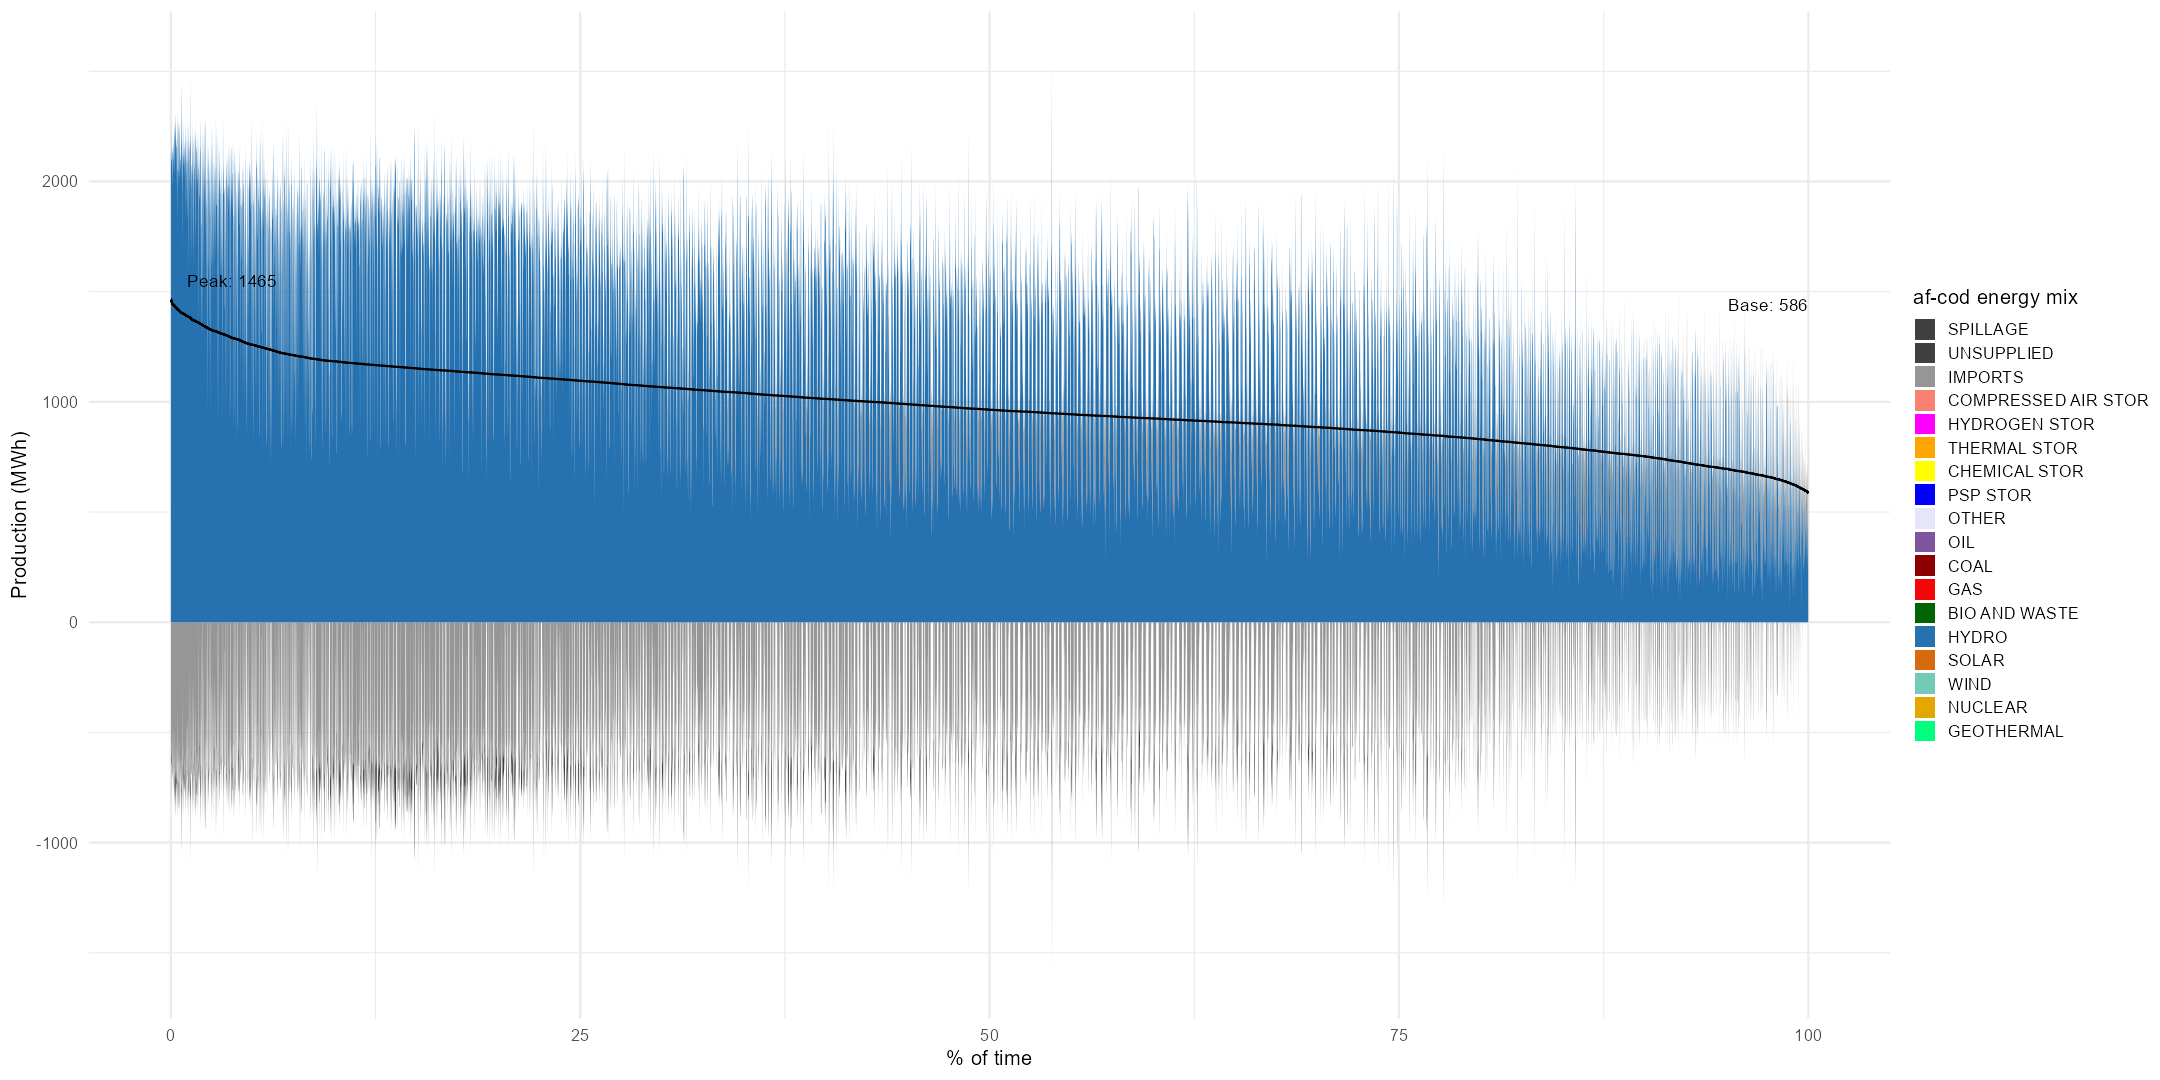 Production (MWh)
2000
1000
0
-1000
Peak: 1465
Base: 586
0
25
50
75
100
% of time
af-cod energy mix
SPILLAGE
UNSUPPLIED
IMPORTS
COMPRESSED AIR STOR
HYDROGEN STOR
THERMAL STOR
CHEMICAL STOR
PSP STOR
OTHER
OIL
COAL
GAS
BIO AND WASTE
HYDRO
SOLAR
WIND
NUCLEAR
GEOTHERMAL